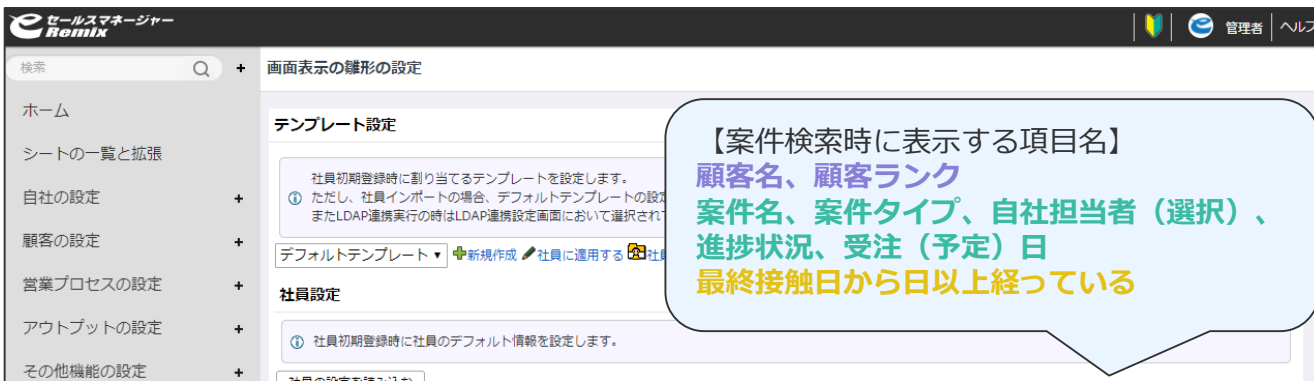 セールスマネージャー
Remix
管理者
ヘルプ
検索
+
画面表示の雛形の設定
ホーム
シートの一覧と拡張
自社の設定 +
顧客の設定 +
営業プロセスの設定 +
アウトプットの設定 +
その他機能の設定 +
テンプレート設定
社員初期登録時に割り当てるテンプレートを設定します。
ただし、社員インポートの場合、デフォルトテンプレートの設定
またLDAP連携実行の時はLDAP連携設定画面において選択され
デフォルトテンプレート ▼ 新規作成 社員に適用する 社員
社員設定
社員初期登録時に社員のデフォルト情報を設定します。
社員の設定を読み込む
【案件検索時に表示する項目名】
顧客名、顧客ランク
案件名、案件タイプ、自社担当者（選択）、
進捗状況、受注（予定）日
最終接触日から日以上経っている